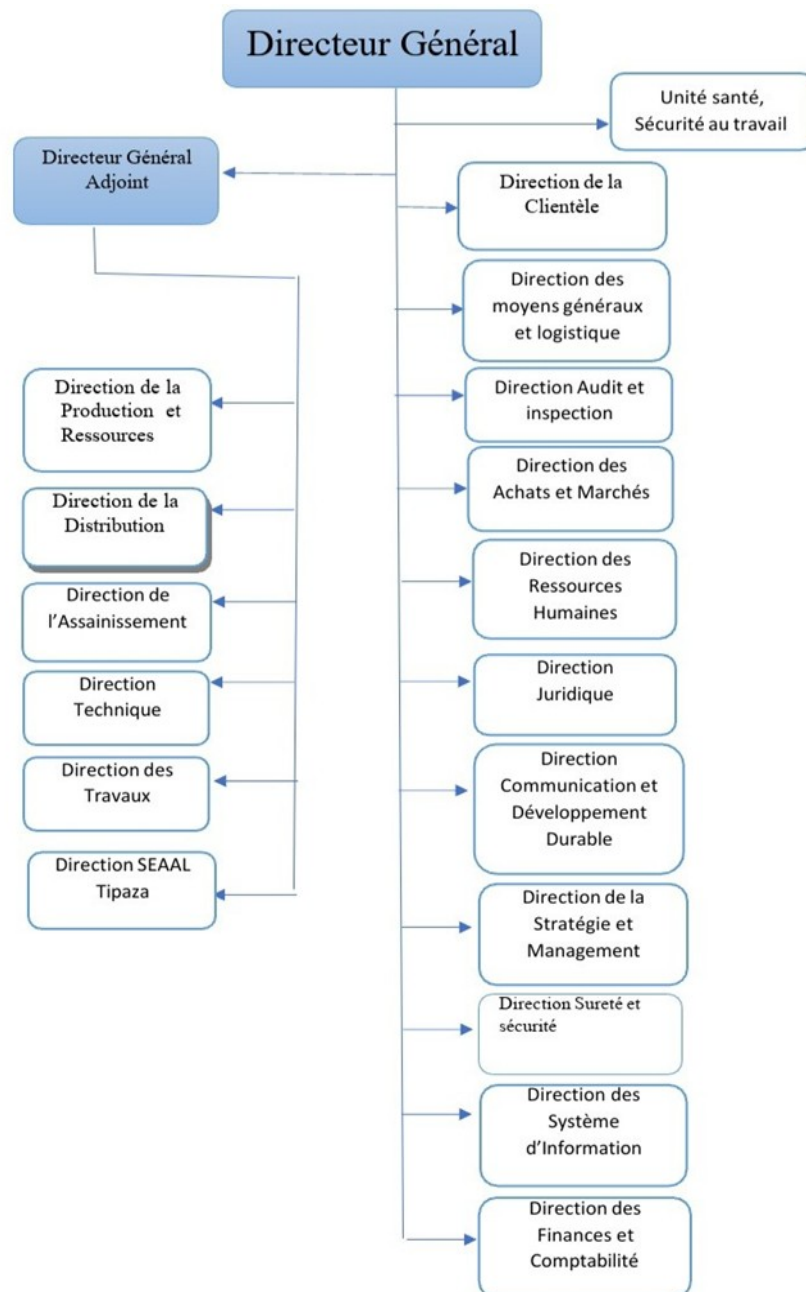 Directeur Général
Unité santé,
Sécurité au travail
Directeur Général
Adjoint
Direction de la
Clientèle
Direction des
moyens généraux
et logistique
Direction de la
Production et
Ressources
Direction Audit et
inspection
Direction des
Achats et Marchés
Direction de la
Distribution
Direction des
Ressources
Humaines
Direction de
l’Assainissement
Direction
Juridique
Direction
Technique
Direction
Communication et
Développement
Durable
Direction des
Travaux
Direction SEAAL
Tipaza
Direction de la
Stratégie et
Management
Direction Sureté et
sécurité
Direction des
Système
d’Information
Direction des
Finances et
Comptabilité